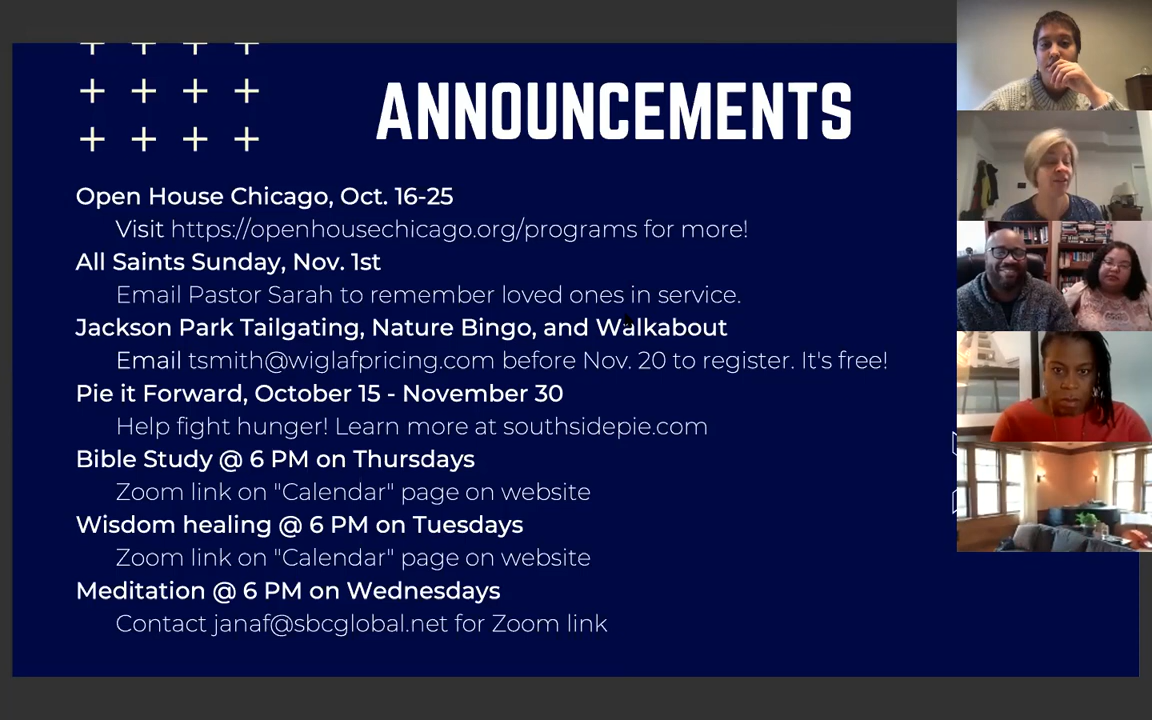 ANNOUNCEMENTS
Open House Chicago, Oct. 16-25
Visit https://openhousechicago.org/programs for more!
All Saints Sunday, Nov. 1st
Email Pastor Sarah to remember loved ones in service.
Jackson Park Tailgating, Nature Bingo, and Walkabout
Email tsmith@wiglafpricing.com before Nov. 20 to register. It's free!
Pie it Forward, October 15 - November 30
Help fight hunger! Learn more at southsidepie.com
Bible Study @ 6 PM on Thursdays
Zoom link on "Calendar" page on website
Wisdom healing @ 6 PM on Tuesdays
Zoom link on "Calendar" page on website
Meditation @ 6 PM on Wednesdays
Contact janaf@sbcglobal.net for Zoom link